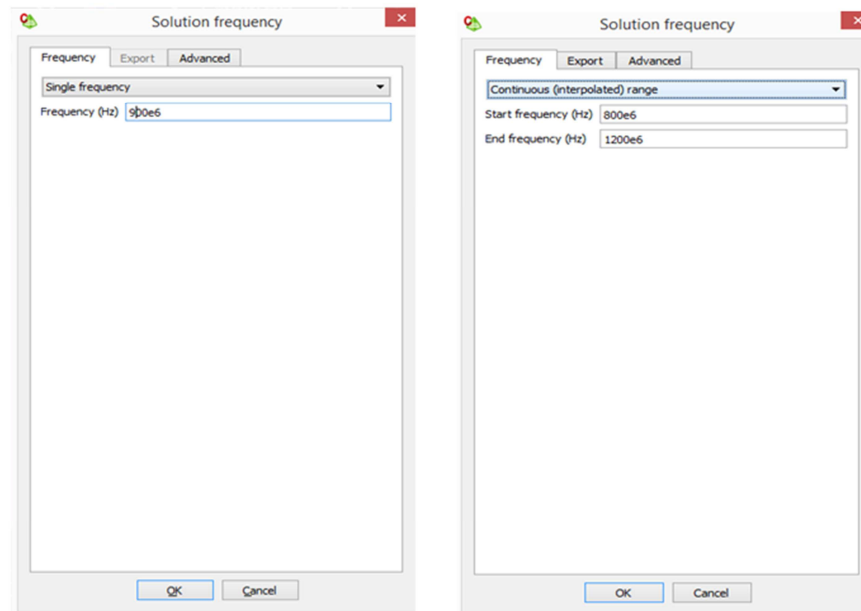 Solution frequency
Frequency Export Advanced
Single frequency
Frequency (Hz) 900e6
OK Cancel
Solution frequency
Frequency Export Advanced
Continuous (interpolated) range
Start frequency (Hz) 800e6
End frequency (Hz) 1200e6
OK Cancel